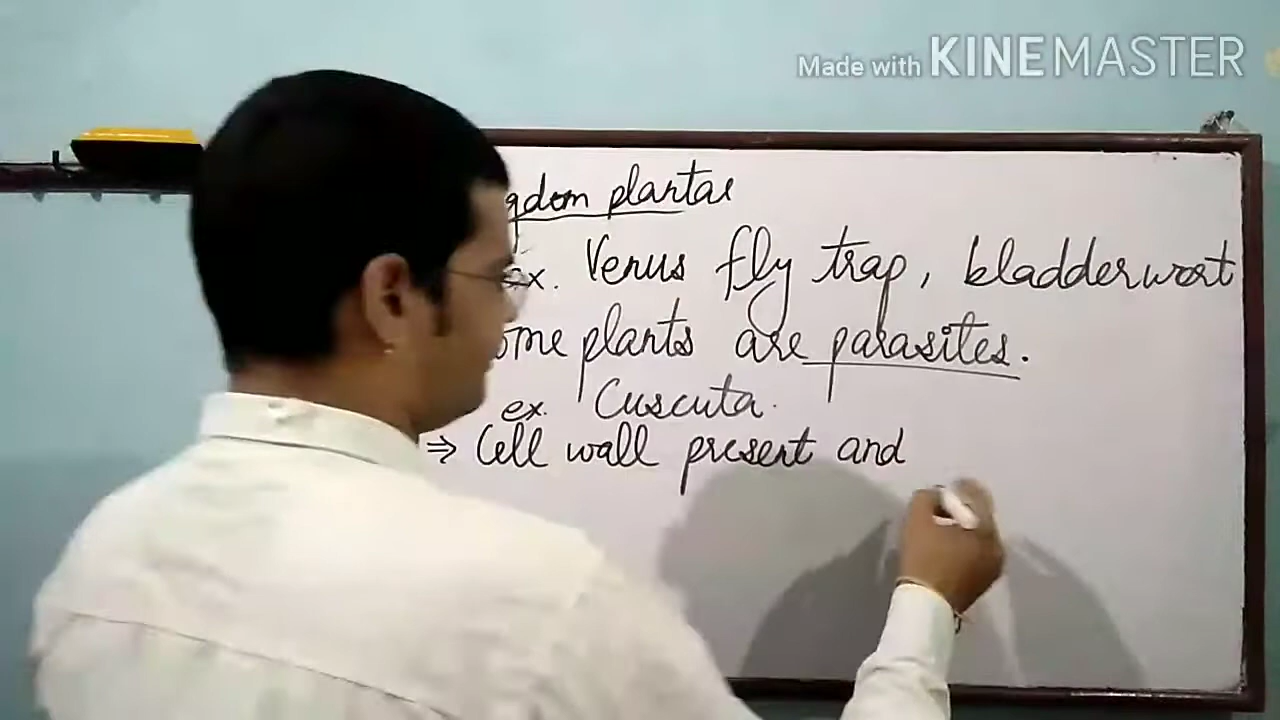 Made with KINEMASTER
gdom plantae
ex. Venus fly trap, bladderwort
ome plants are parasites.
ex. Cuscuta.
⇒ Cell wall present and